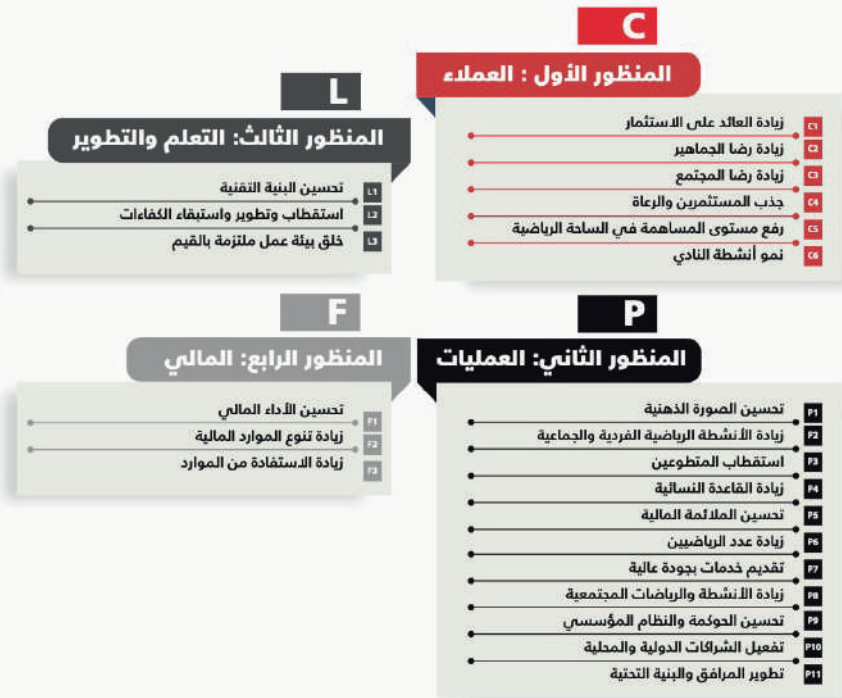 C
المنظور الأول : العملاء
C1 زيادة العائد على الاستثمار
C2 زيادة رضا الجماهير
C3 زيادة رضا المجتمع
C4 جذب المستثمرين والرعاة
C5 رفع مستوى المساهمة في الساحة الرياضية
C6 نمو أنشطة النادي
P
المنظور الثاني: العمليات
P1 تحسين الصورة الذهنية
P2 زيادة الأنشطة الرياضية الفردية والجماعية
P3 استقطاب المتطوعين
P4 زيادة القاعدة النسائية
P5 تحسين الملائمة المالية
P6 زيادة عدد الرياضيين
P7 تقديم خدمات بجودة عالية
P8 زيادة الأنشطة والرياضات المجتمعية
P9 تحسين الحوكمة والنظام المؤسسي
P10 تفعيل الشراكات الدولية والمحلية
P11 تطوير المرافق والبنية التحتية
L
المنظور الثالث: التعلم والتطوير
L1 تحسين البنية التقنية
L2 استقطاب وتطوير واستبقاء الكفاءات
L3 خلق بيئة عمل ملتزمة بالقيم
F
المنظور الرابع: المالي
F1 تحسين الأداء المالي
F2 زيادة تنوع الموارد المالية
F3 زيادة الاستفادة من الموارد